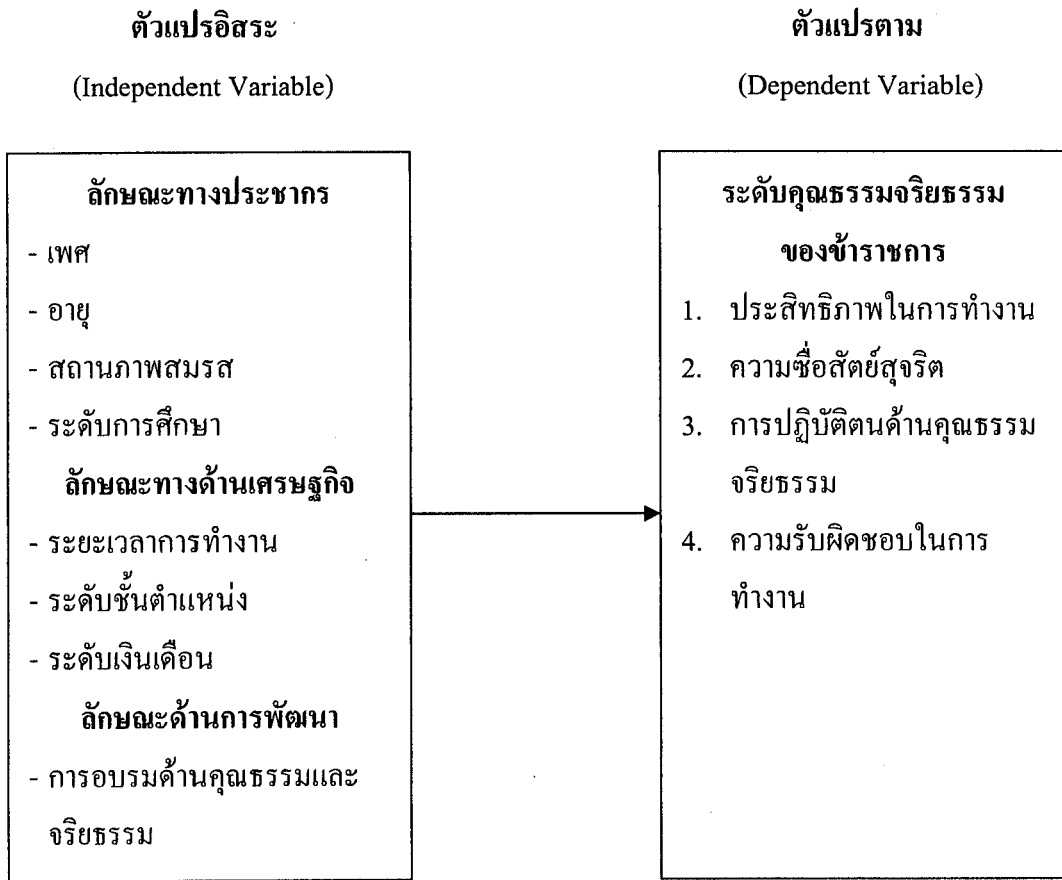 ตัวแปรอิสระ
(Independent Variable)
ลักษณะทางประชากร
- เพศ
- อายุ
- สถานภาพสมรส
- ระดับการศึกษา
ลักษณะทางด้านเศรษฐกิจ
- ระยะเวลาการทำงาน
- ระดับชั้นตำแหน่ง
- ระดับเงินเดือน
ลักษณะด้านการพัฒนา
- การอบรมด้านคุณธรรมและ
จริยธรรม
ตัวแปรตาม
(Dependent Variable)
ระดับคุณธรรมจริยธรรม
ของข้าราชการ
1. ประสิทธิภาพในการทำงาน
2. ความซื่อสัตย์สุจริต
3. การปฏิบัติตนด้านคุณธรรม
จริยธรรม
4. ความรับผิดชอบในการ
ทำงาน